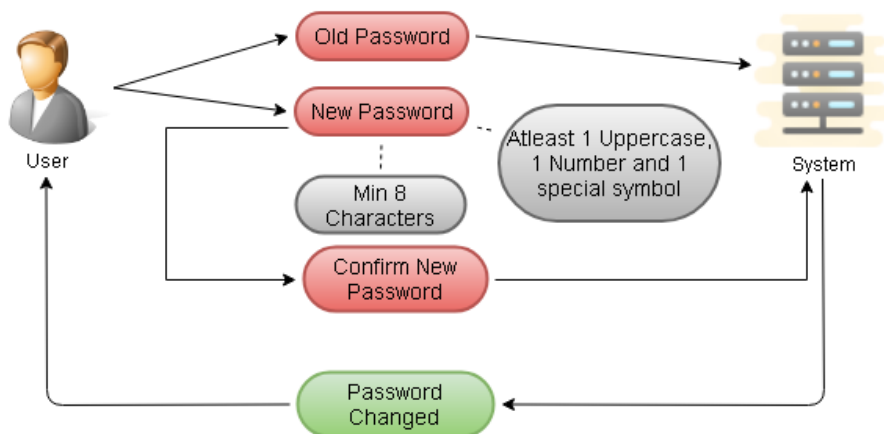 Old Password
New Password
User
Atleast 1 Uppercase,
1 Number and 1
special symbol
System
Min 8
Characters
Confirm New
Password
Password
Changed